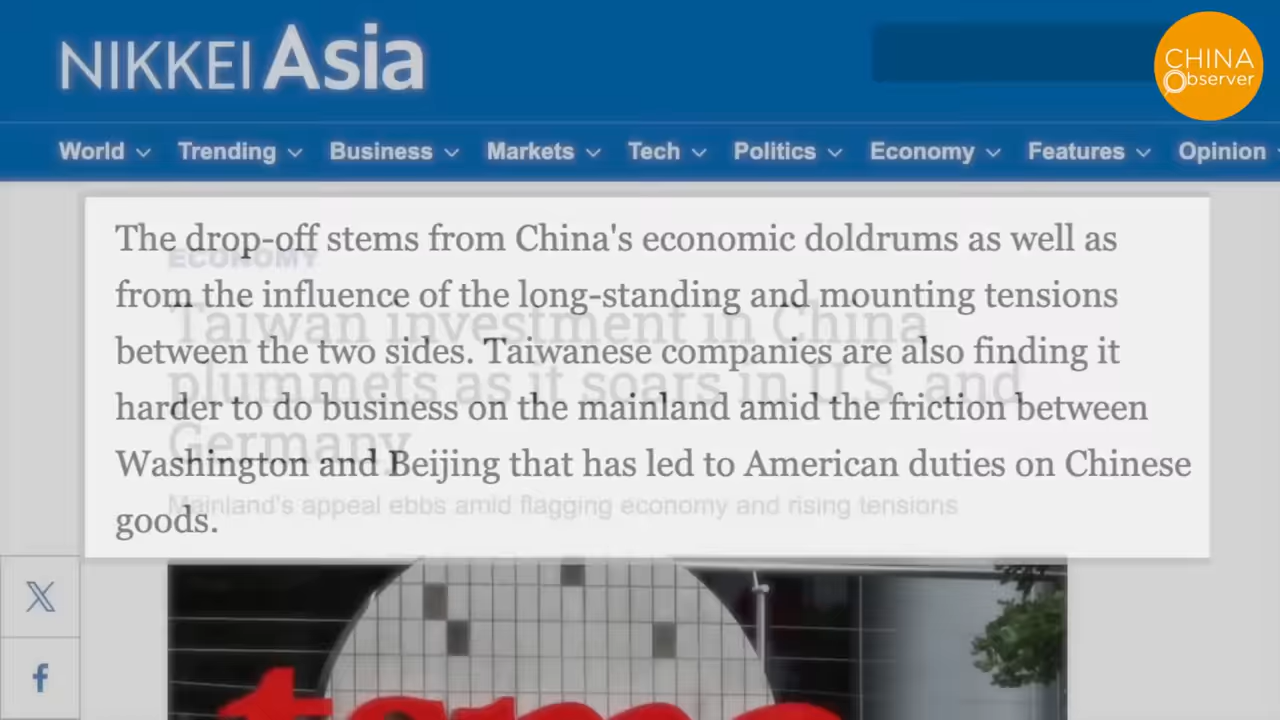 NIKKEI Asia
CHINA
Observer
World Trending Business Markets Tech Politics Economy Features Opinion
The drop-off stems from China's economic doldrums as well as
from the influence of the long-standing and mounting tensions
between the two sides. Taiwanese companies are also finding it
harder to do business on the mainland amid the friction between
Washington and Beijing that has led to American duties on Chinese
goods.
ECONOMY
Taiwan investment in China
plummets as it soars in U.S. and
Germany
Mainland's appeal ebbs amid flagging economy and rising tensions
tsmc